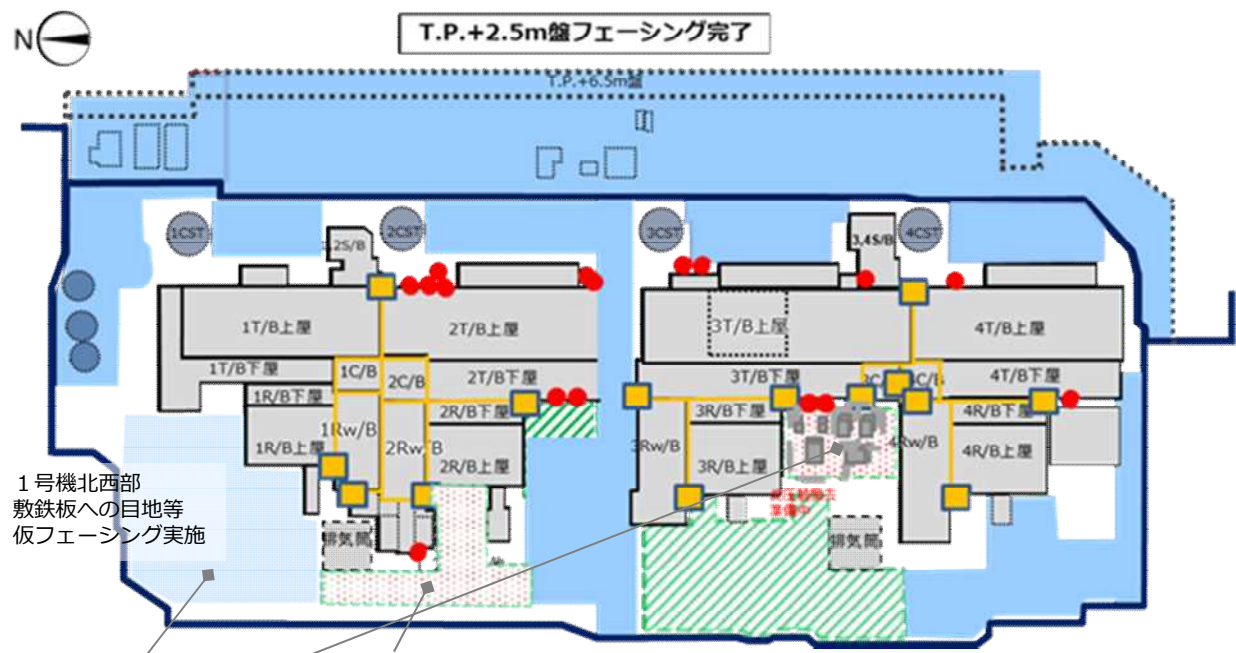 N
T.P.+2.5m盤フェーシング完了
T.P.+6.5m盤
1CST
2CST
3CST
4CST
2S/B
3,4S/B
1T/B上屋
2T/B上屋
3T/B上屋
4T/B上屋
1T/B下屋
1C/B
2C/B
2T/B下屋
3T/B下屋
4T/B下屋
1R/B下屋
2R/B下屋
3R/B下屋
4R/B下屋
1Rw/B
2Rw/B
3Rw/B
4Rw/B
1R/B上屋
2R/B上屋
3R/B上屋
4R/B上屋
準備中
排気筒
排気筒
1号機北西部
敷鉄板への目地等
仮フェーシング実施